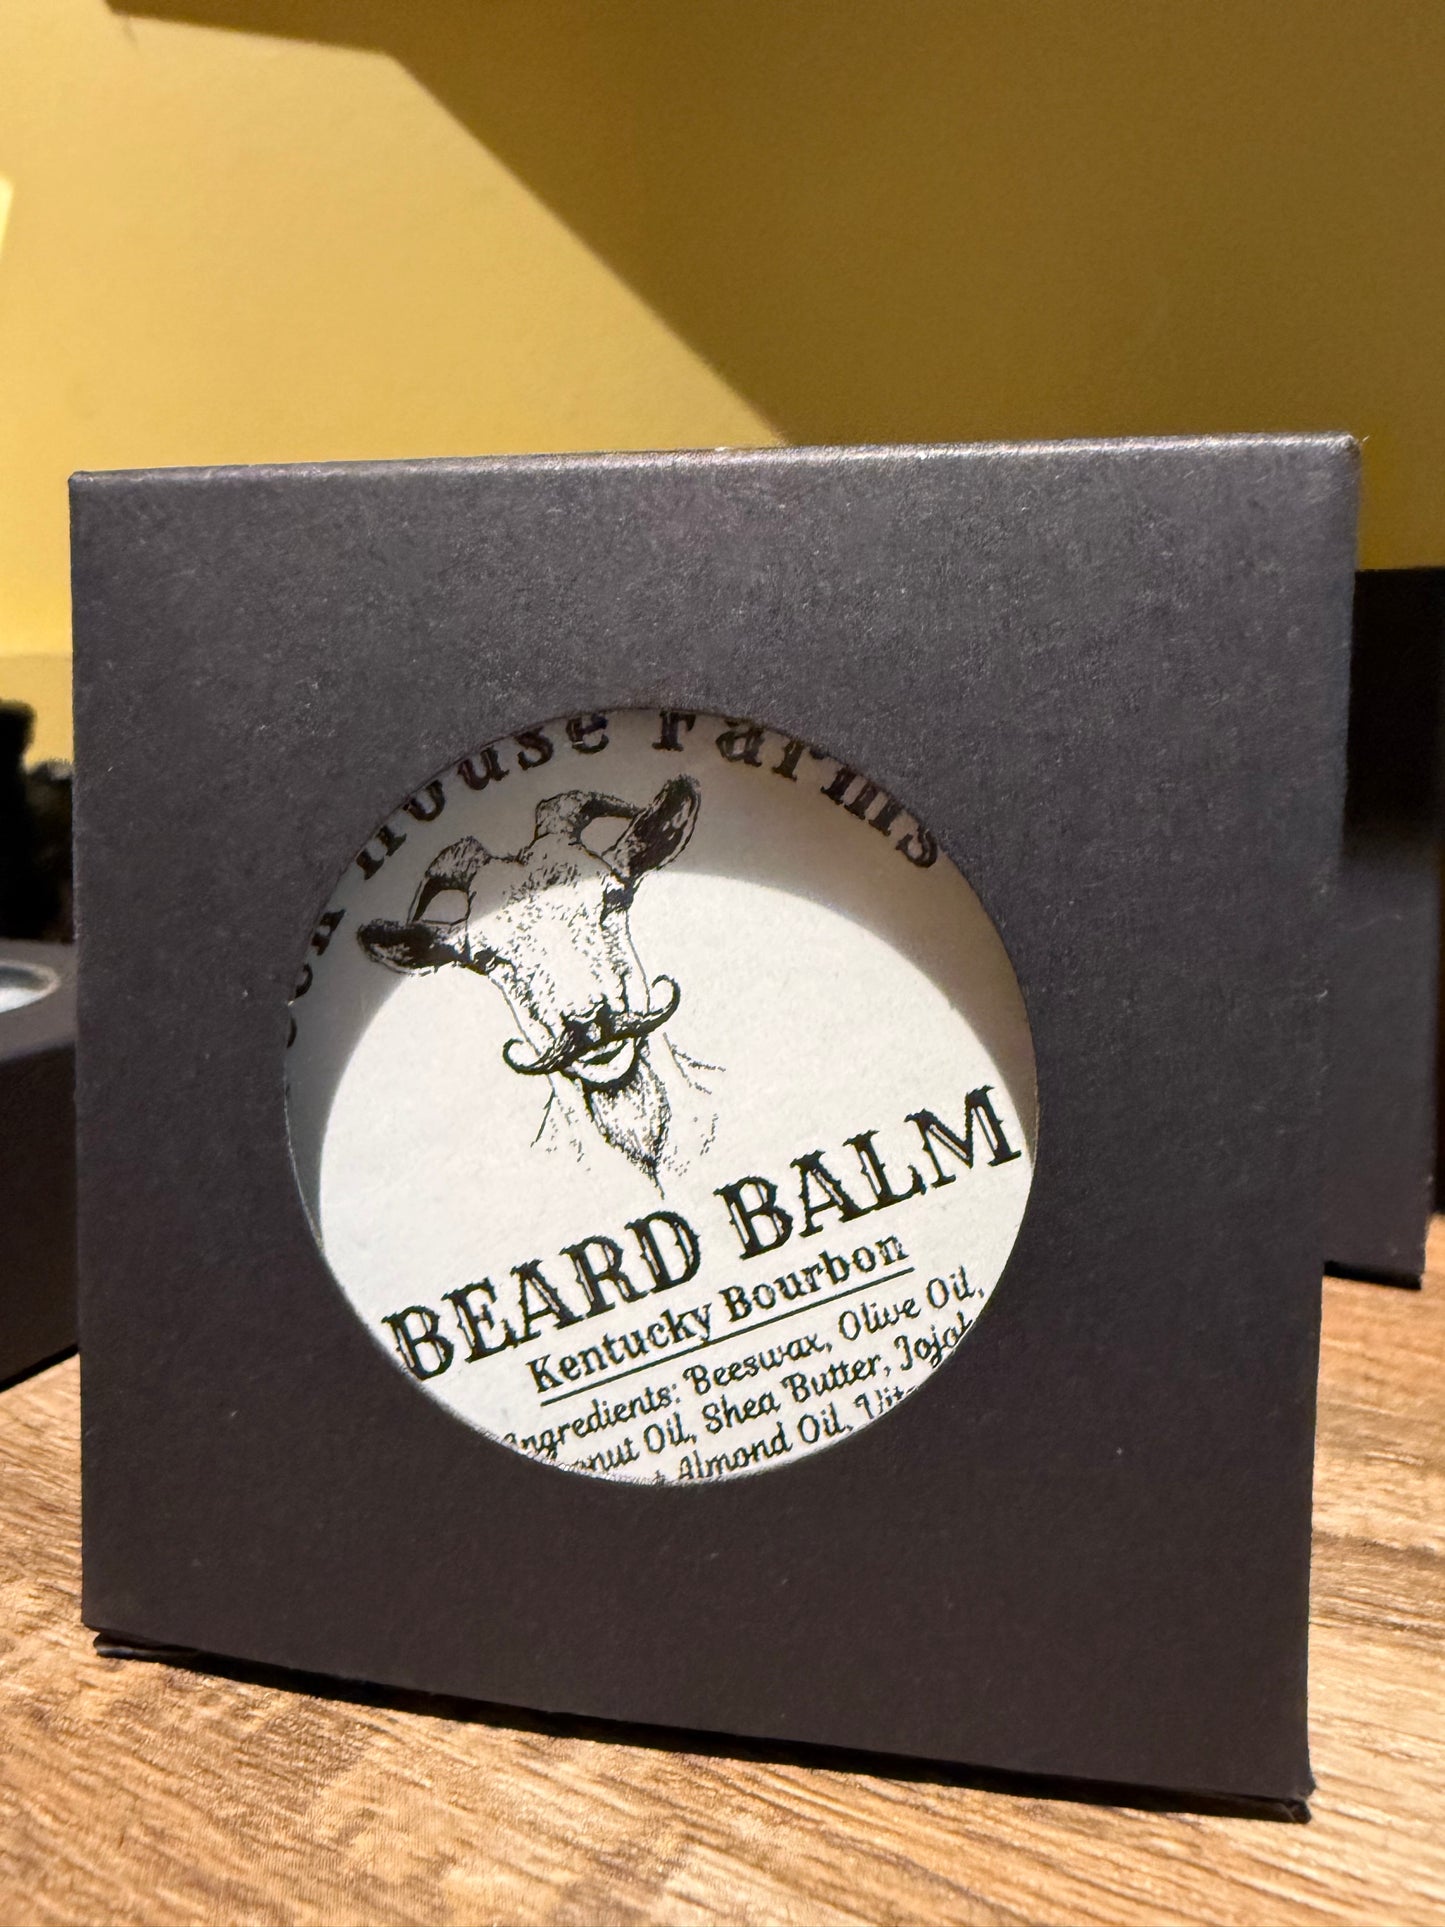 House Farms
BEARD BALM
Kentucky Bourbon
Ingredients: Beeswax, Olive Oil,
Oil, Shea Butter,
Almond Oil,